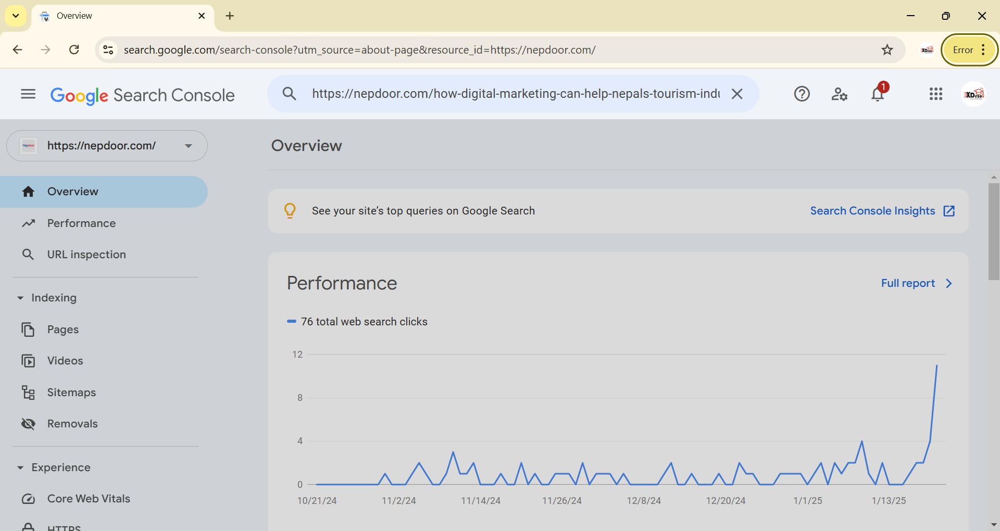 Overview
search.google.com/search-console?utm_source=about-page&resource_id=https://nepdoor.com/
Error
Google Search Console
https://nepdoor.com/how-digital-marketing-can-help-nepals-tourism-indu
1
XDezo
Nepdoor
https://nepdoor.com/
Overview
Overview
Performance
URL inspection
Indexing
Pages
Videos
Sitemaps
Removals
Experience
Core Web Vitals
HTTPS
See your site's top queries on Google Search
Search Console Insights
Performance
Full report
76 total web search clicks
12
8
4
0
10/21/24
11/2/24
11/14/24
11/26/24
12/8/24
12/20/24
1/1/25
1/13/25